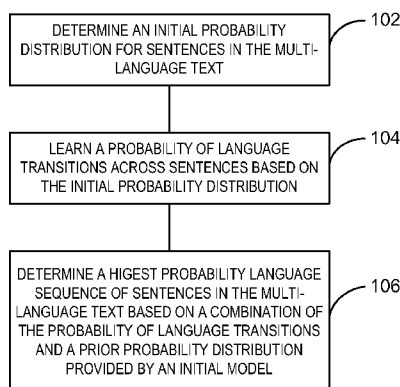 DETERMINE AN INITIAL PROBABILITY
DISTRIBUTION FOR SENTENCES IN THE MULTI-
LANGUAGE TEXT
102
LEARN A PROBABILITY OF LANGUAGE
TRANSITIONS ACROSS SENTENCES BASED ON
THE INITIAL PROBABILITY DISTRIBUTION
104
DETERMINE A HIGEST PROBABILITY LANGUAGE
SEQUENCE OF SENTENCES IN THE MULTI-
LANGUAGE TEXT BASED ON A COMBINATION OF
THE PROBABILITY OF LANGUAGE TRANSITIONS
AND A PRIOR PROBABILITY DISTRIBUTION
PROVIDED BY AN INITIAL MODEL
106